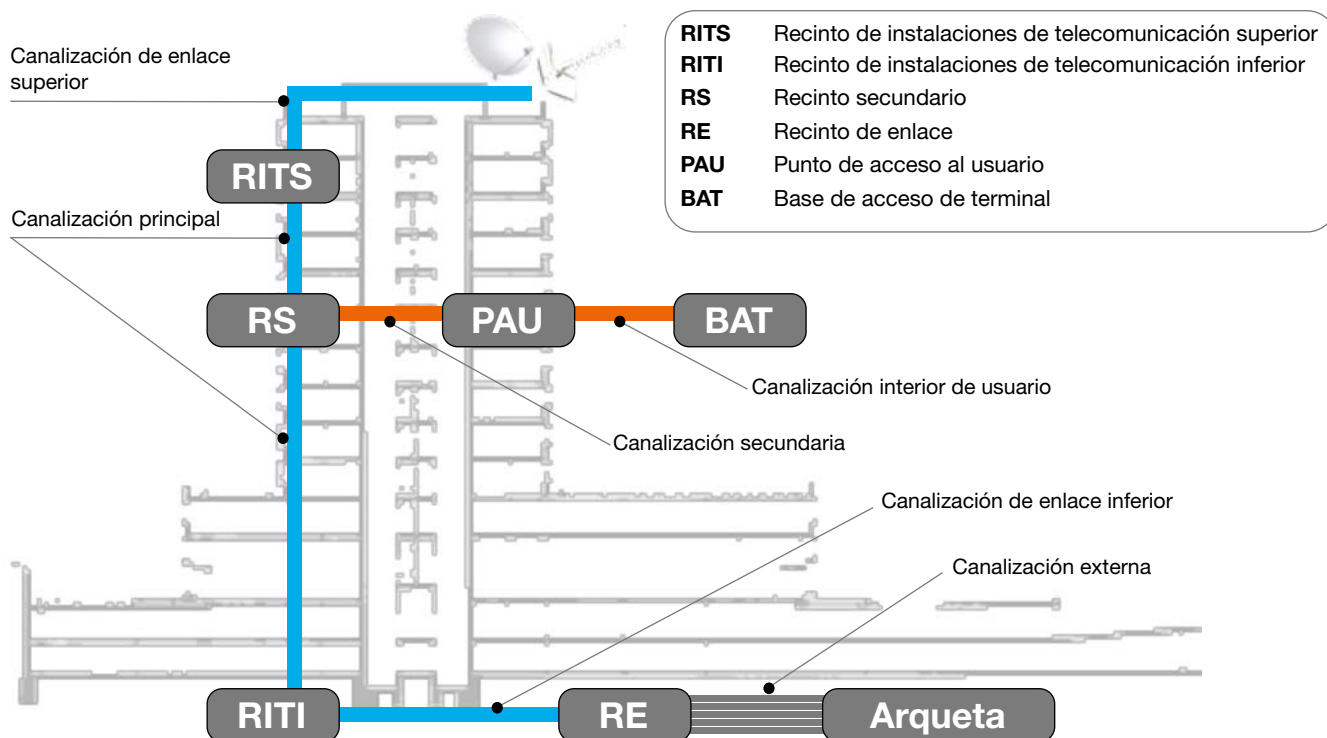 Canalización de enlace
superior
RITS Recinto de instalaciones de telecomunicación superior
RITI Recinto de instalaciones de telecomunicación inferior
RS Recinto secundario
RE Recinto de enlace
PAU Punto de acceso al usuario
BAT Base de acceso de terminal
RITS
Canalización principal
RS PAU BAT
Canalización interior de usuario
Canalización secundaria
Canalización de enlace inferior
Canalización externa
RITI RE Arqueta